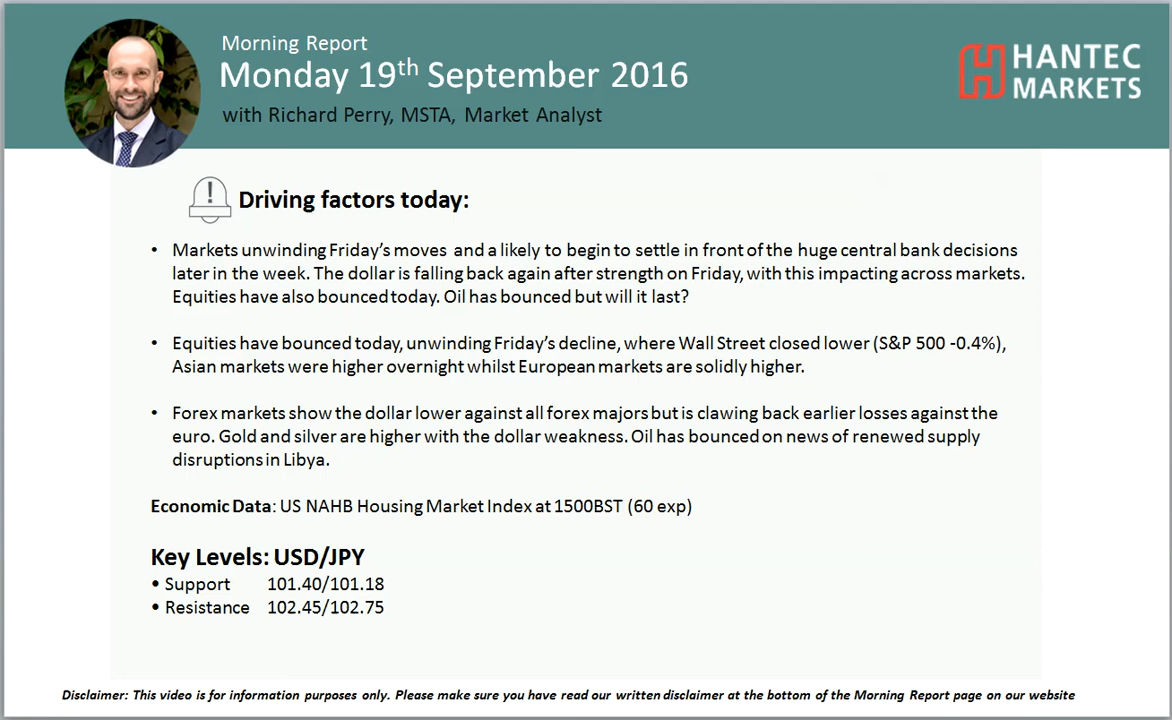 Morning Report
Monday 19th September 2016
with Richard Perry, MSTA, Market Analyst
HANTEC
MARKETS
! Driving factors today:
• Markets unwinding Friday's moves and a likely to begin to settle in front of the huge central bank decisions
later in the week. The dollar is falling back again after strength on Friday, with this impacting across markets.
Equities have also bounced today. Oil has bounced but will it last?
• Equities have bounced today, unwinding Friday's decline, where Wall Street closed lower (S&P 500 -0.4%),
Asian markets were higher overnight whilst European markets are solidly higher.
• Forex markets show the dollar lower against all forex majors but is clawing back earlier losses against the
euro. Gold and silver are higher with the dollar weakness. Oil has bounced on news of renewed supply
disruptions in Libya.
Economic Data: US NAHB Housing Market Index at 1500BST (60 exp)
Key Levels: USD/JPY
• Support 101.40/101.18
• Resistance 102.45/102.75
Disclaimer: This video is for information purposes only. Please make sure you have read our written disclaimer at the bottom of the Morning Report page on our website